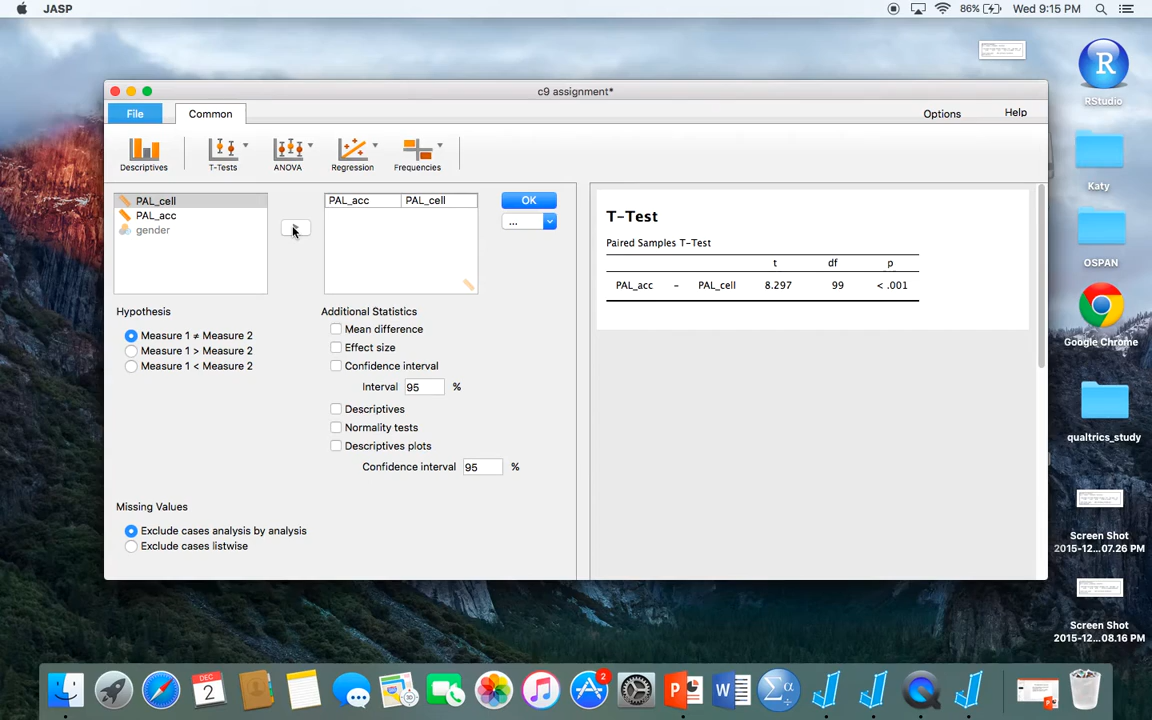 JASP
86%
Wed 9:15 PM
c9 assignment*
File
Common
Options
Help
Descriptives
T-Tests
ANOVA
Regression
Frequencies
PAL_cell
PAL_acc
gender
PAL_acc PAL_cell
OK
...
Hypothesis
Measure 1 ≠ Measure 2
Measure 1 > Measure 2
Measure 1 < Measure 2
Additional Statistics
Mean difference
Effect size
Confidence interval
Interval 95 %
Descriptives
Normality tests
Descriptives plots
Confidence interval 95 %
Missing Values
Exclude cases analysis by analysis
Exclude cases listwise
T-Test
Paired Samples T-Test
t df p
PAL_acc - PAL_cell 8.297 99 < .001
R
RStudio
Katy
OSPAN
Google Chrome
qualtrics_study
Screen Shot
2015-12...07.26 PM
Screen Shot
2015-12...08.16 PM
DEC
2
2
P
W
Σα